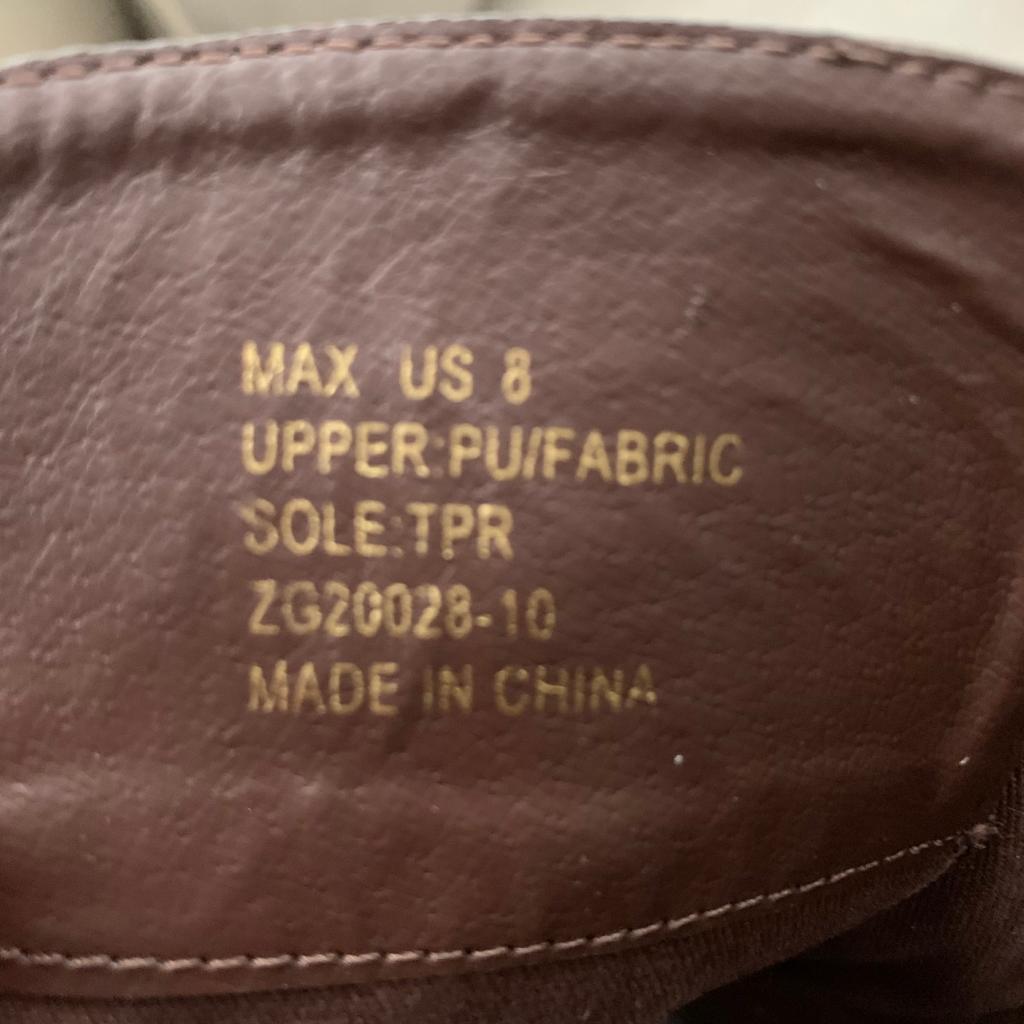 MAX US 8
UPPER:PU/FABRIC
SOLE:TPR
ZG20028-10
MADE IN CHINA